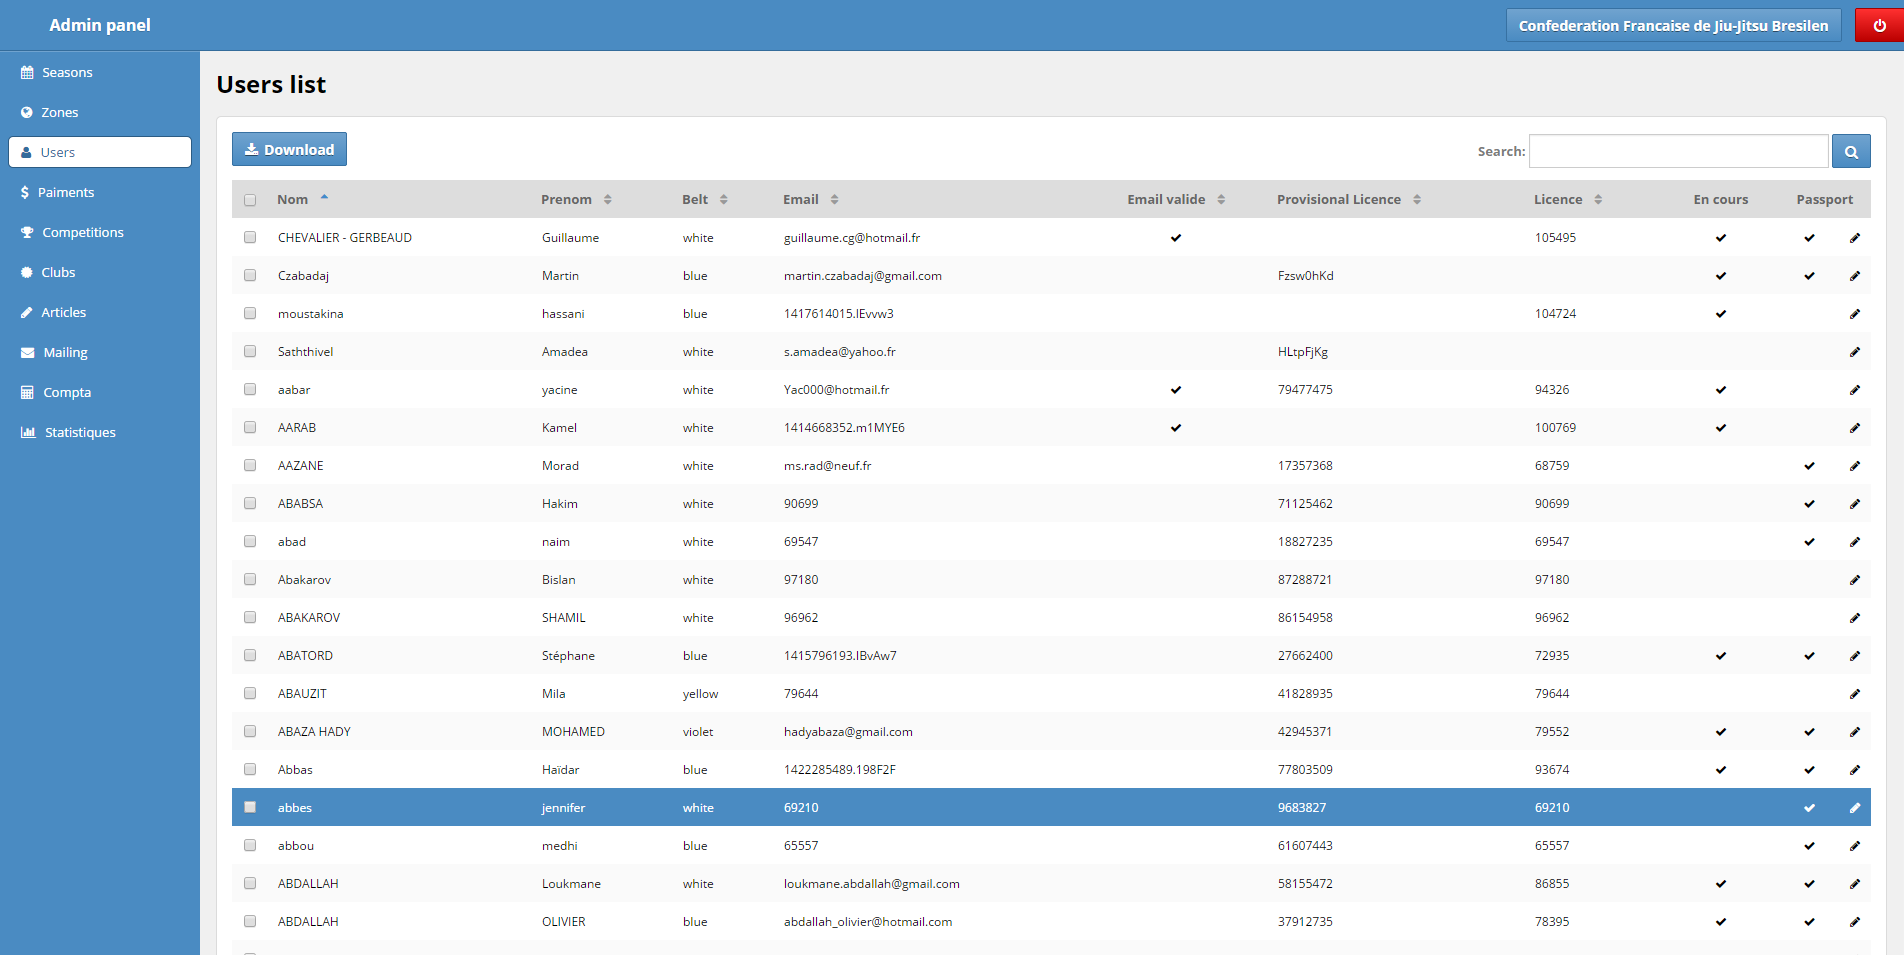 Admin panel
Confederation Francaise de Jiu-Jitsu Bresilen
Seasons
Zones
Users
Paiments
Competitions
Clubs
Articles
Mailing
Compta
Statistiques
Users list
Download
Search:
Nom Prenom Belt Email Email valide Provisional Licence Licence En cours Passport
CHEVALIER - GERBEAUD Guillaume white guillaume.cg@hotmail.fr 105495
Czabadaj Martin blue martin.czabadaj@gmail.com Fzsw0hKd
moustakina hassani blue 1417614015.IEvvw3 104724
Saththivel Amadea white s.amadea@yahoo.fr HLtpFjKg
aabar yacine white Yac000@hotmail.fr 79477475 94326
AARAB Kamel white 1414668352.m1MYE6 100769
AAZANE Morad white ms.rad@neuf.fr 17357368 68759
ABABSA Hakim white 90699 71125462 90699
abad naim white 69547 18827235 69547
Abakarov Bislan white 97180 87288721 97180
ABAKAROV SHAMIL white 96962 86154958 96962
ABATORD Stéphane blue 1415796193.IBvAw7 27662400 72935
ABAUZIT Mila yellow 79644 41828935 79644
ABAZA HADY MOHAMED violet hadyabaza@gmail.com 42945371 79552
Abbas Haïdar blue 1422285489.198F2F 77803509 93674
abbes jennifer white 69210 9683827 69210
abbou medhi blue 65557 61607443 65557
ABDALLAH Loukmane white loukmane.abdallah@gmail.com 58155472 86855
ABDALLAH OLIVIER blue abdallah_olivier@hotmail.com 37912735 78395